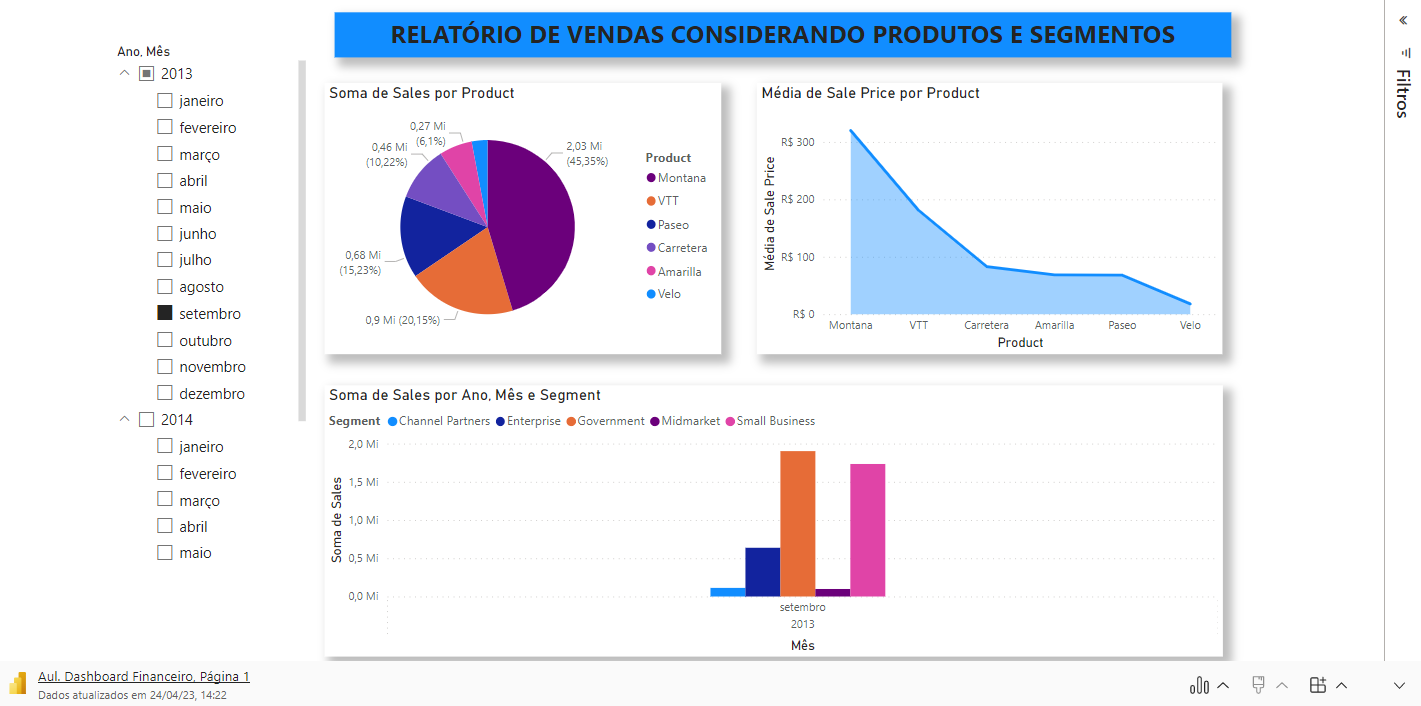 RELATÓRIO DE VENDAS CONSIDERANDO PRODUTOS E SEGMENTOS
Ano, Mês
2013
janeiro
fevereiro
março
abril
maio
junho
julho
agosto
setembro
outubro
novembro
dezembro
2014
janeiro
fevereiro
março
abril
maio
Soma de Sales por Product
0,27 Mi
(6,1%)
0,46 Mi
(10,22%)
2,03 Mi
(45,35%)
0,68 Mi
(15,23%)
0,9 Mi (20,15%)
Product
Montana
VTT
Paseo
Carretera
Amarilla
Velo
Média de Sale Price por Product
Média de Sale Price
R$ 300
R$ 200
R$ 100
R$ 0
Montana VTT Carretera Amarilla Paseo Velo
Product
Soma de Sales por Ano, Mês e Segment
Segment Channel Partners Enterprise Government Midmarket Small Business
Soma de Sales
2,0 Mi
1,5 Mi
1,0 Mi
0,5 Mi
0,0 Mi
setembro
2013
Mês
Filtros
Aul. Dashboard Financeiro, Página 1
Dados atualizados em 24/04/23, 14:22